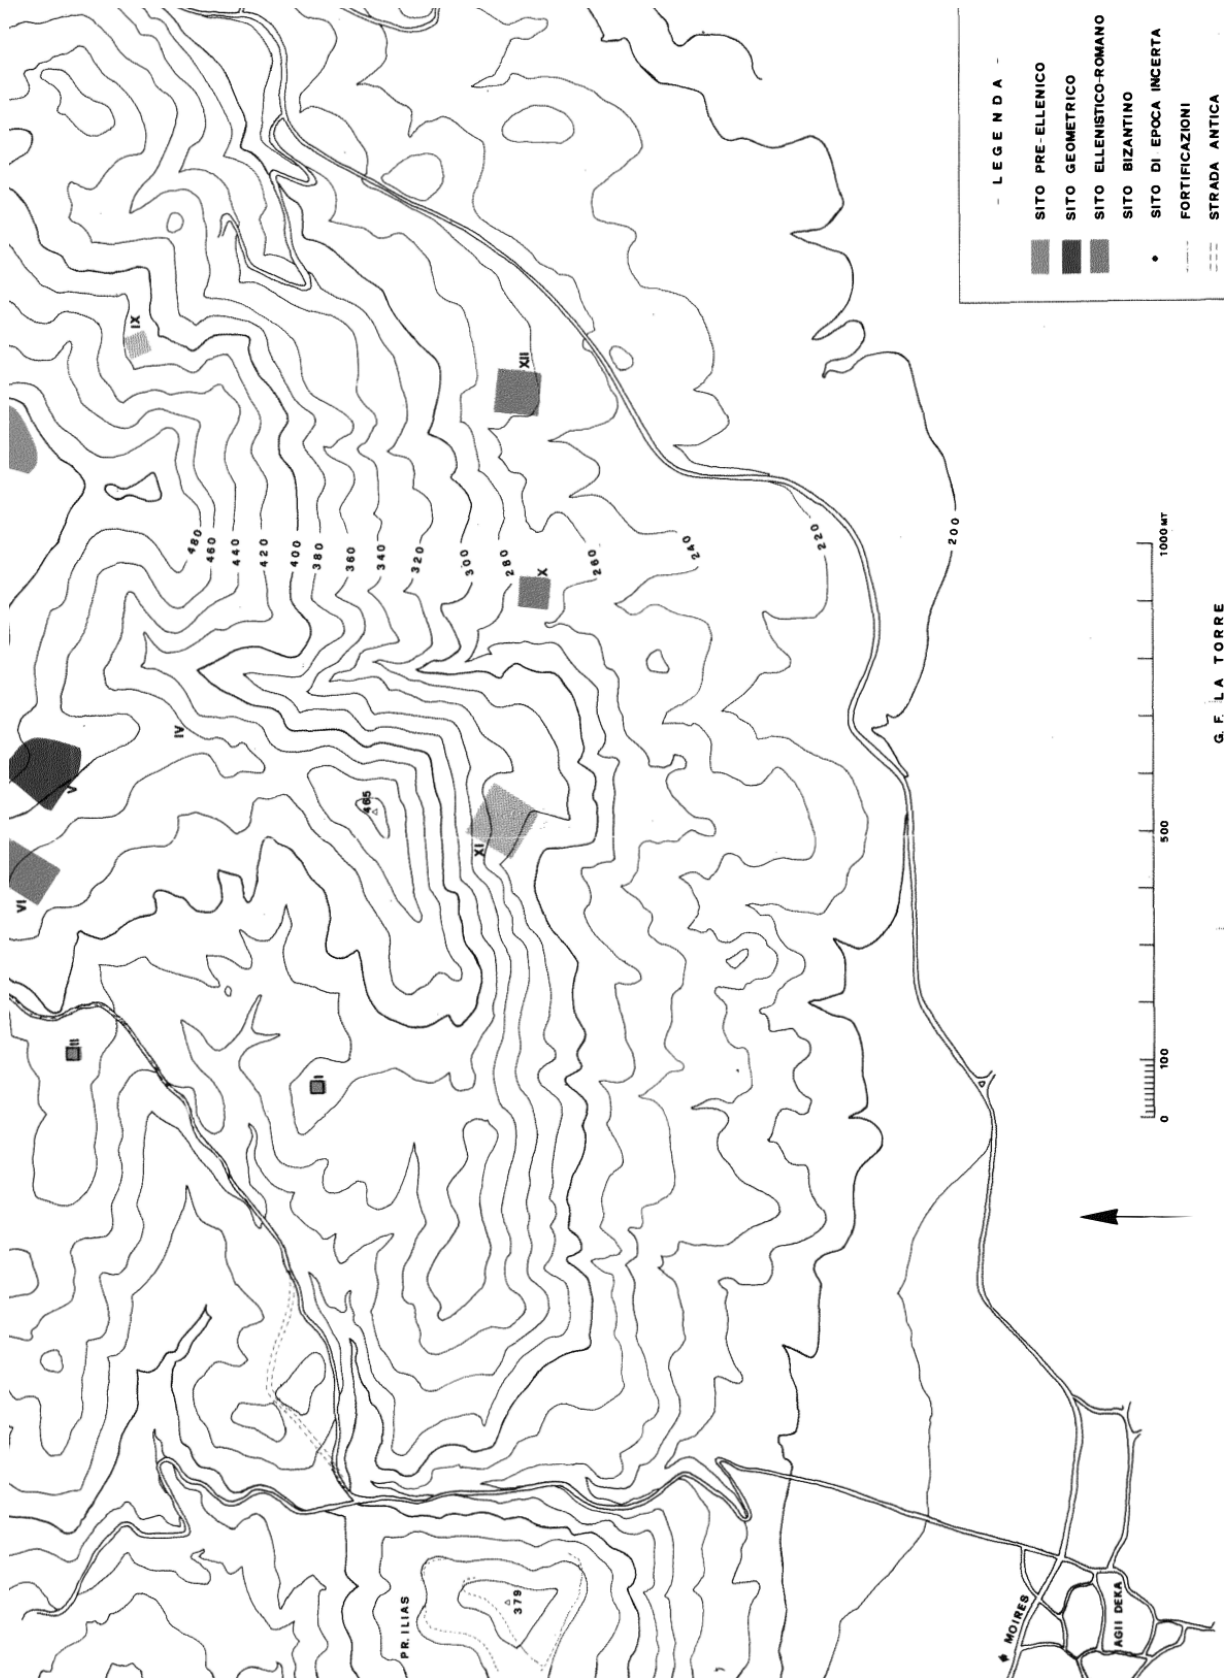 - LEGENDA -
SITO PRE-ELLENICO
SITO GEOMETRICO
SITO ELLENISTICO-ROMANO
SITO BIZANTINO
SITO DI EPOCA INCERTA
FORTIFICAZIONI
STRADA ANTICA
IX
XII
480
460
440
420
400
380
360
340
320
300
280
260
240
220
200
X
IV
V
VI
465
XI
II
I
0
100
500
1000 MT
G. F. LA TORRE
PR. ILIAS
379
MOIRES
AGII DEKA